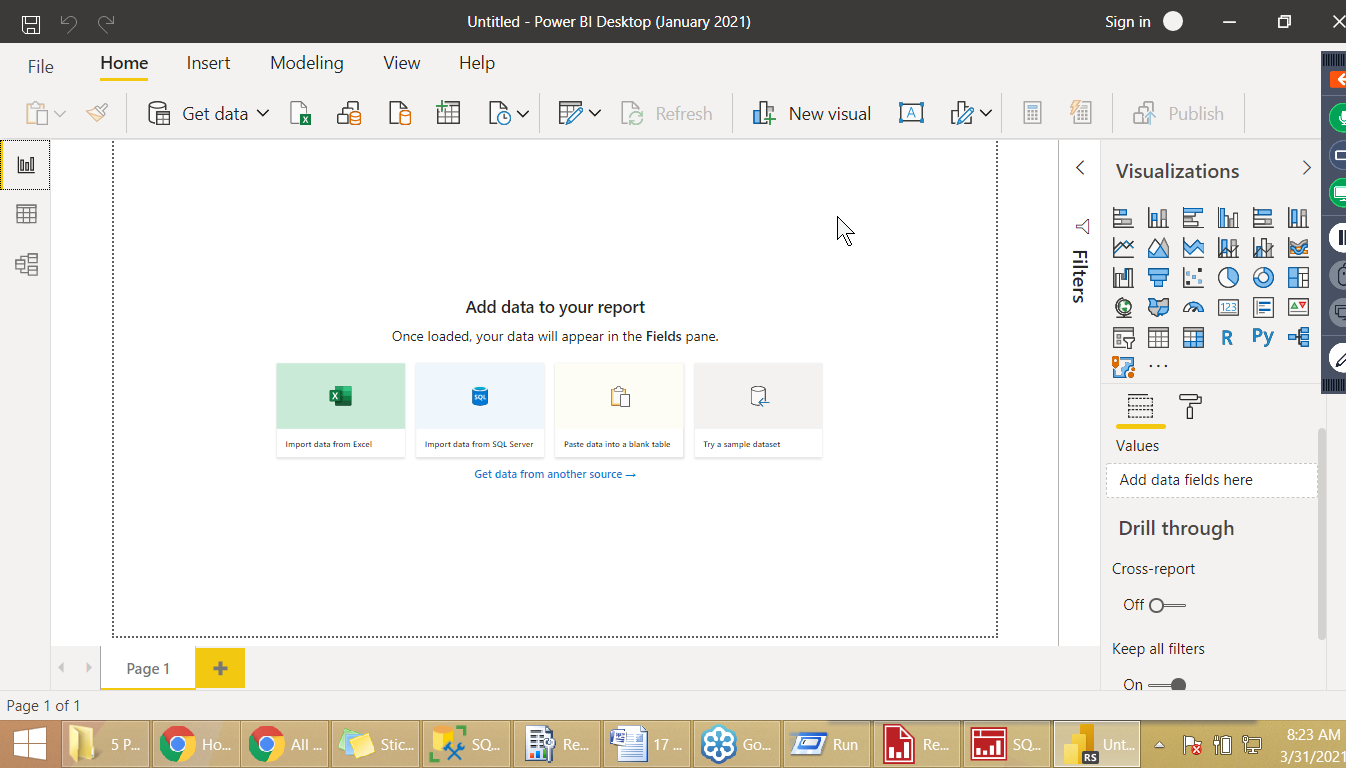 Untitled - Power BI Desktop (January 2021)
Sign in
File
Home
Insert
Modeling
View
Help
Get data
Refresh
New visual
A
Publish
Filters
Visualizations
123
R
Py
...
Add data to your report
Once loaded, your data will appear in the Fields pane.
X
SQL
Import data from Excel
Import data from SQL Server
Paste data into a blank table
Try a sample dataset
Get data from another source →
Values
Add data fields here
Drill through
Cross-report
Off
Keep all filters
On
Page 1
Page 1 of 1
5 P...
Ho...
All ...
Stic...
SQ...
Re...
17 ...
Go...
Run
Re...
SQ...
RS
Unt...
8:23 AM
3/31/2021